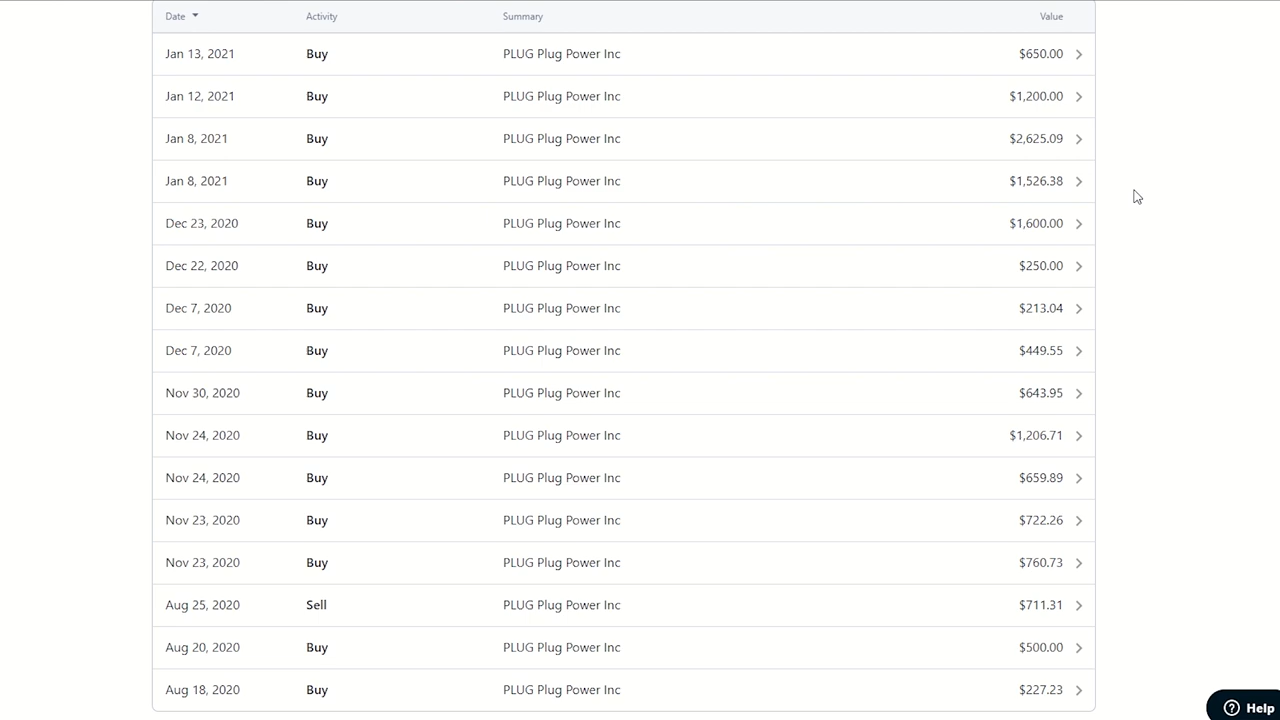 Date Activity Summary Value
Jan 13, 2021 Buy PLUG Plug Power Inc $650.00
Jan 12, 2021 Buy PLUG Plug Power Inc $1,200.00
Jan 8, 2021 Buy PLUG Plug Power Inc $2,625.09
Jan 8, 2021 Buy PLUG Plug Power Inc $1,526.38
Dec 23, 2020 Buy PLUG Plug Power Inc $1,600.00
Dec 22, 2020 Buy PLUG Plug Power Inc $250.00
Dec 7, 2020 Buy PLUG Plug Power Inc $213.04
Dec 7, 2020 Buy PLUG Plug Power Inc $449.55
Nov 30, 2020 Buy PLUG Plug Power Inc $643.95
Nov 24, 2020 Buy PLUG Plug Power Inc $1,206.71
Nov 24, 2020 Buy PLUG Plug Power Inc $659.89
Nov 23, 2020 Buy PLUG Plug Power Inc $722.26
Nov 23, 2020 Buy PLUG Plug Power Inc $760.73
Aug 25, 2020 Sell PLUG Plug Power Inc $711.31
Aug 20, 2020 Buy PLUG Plug Power Inc $500.00
Aug 18, 2020 Buy PLUG Plug Power Inc $227.23
Help